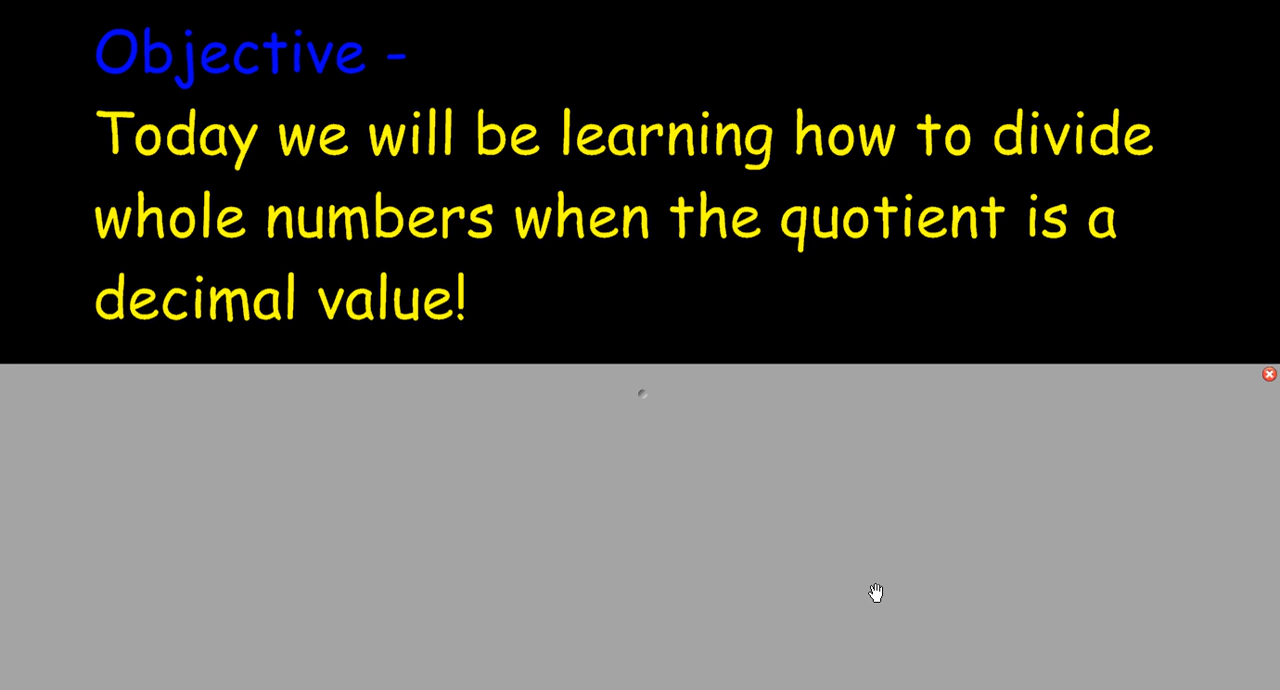 Objective -
Today we will be learning how to divide
whole numbers when the quotient is a
decimal value!